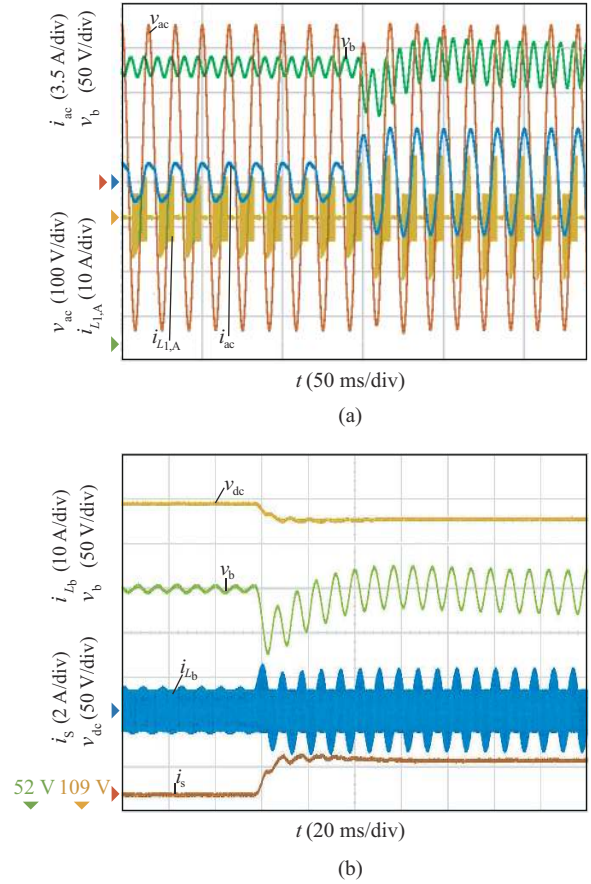 v_ac
v_b
i_ac (3.5 A/div)
v_b (50 V/div)
v_ac (100 V/div)
i_L1,A (10 A/div)
i_L1,A
i_ac
t (50 ms/div)
(a)
v_dc
v_b
i_Lb
i_s
i_Lb (10 A/div)
v_b (50 V/div)
i_S (2 A/div)
v_dc (50 V/div)
52 V 109 V
t (20 ms/div)
(b)